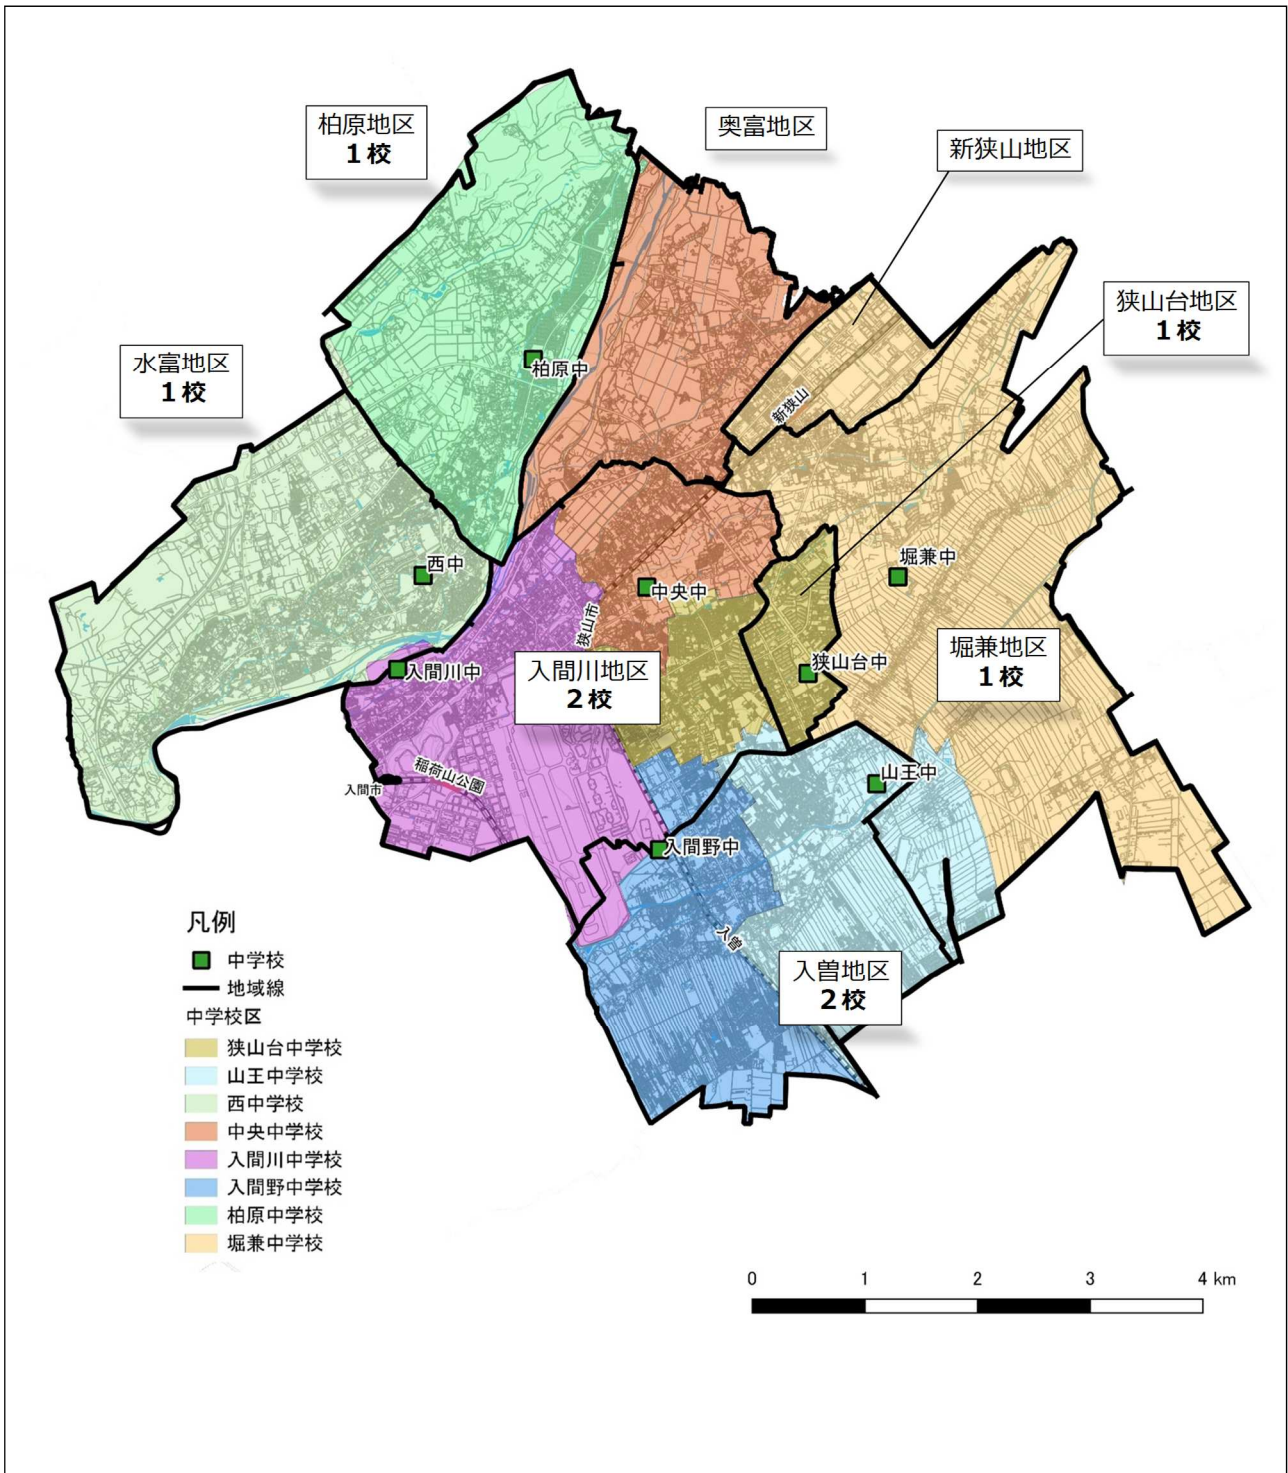 柏原地区
1校
奥富地区
新狭山地区
狭山台地区
1校
水富地区
1校
柏原中
新狭山
西中
中央中
堀兼中
狭山市
入間川中
入間川地区
2校
狭山台中
堀兼地区
1校
稲荷山公園
入間市
山王中
入間野中
入曽
入曽地区
2校
凡例
中学校
地域線
中学校区
狭山台中学校
山王中学校
西中学校
中央中学校
入間川中学校
入間野中学校
柏原中学校
堀兼中学校
0 1 2 3 4 km